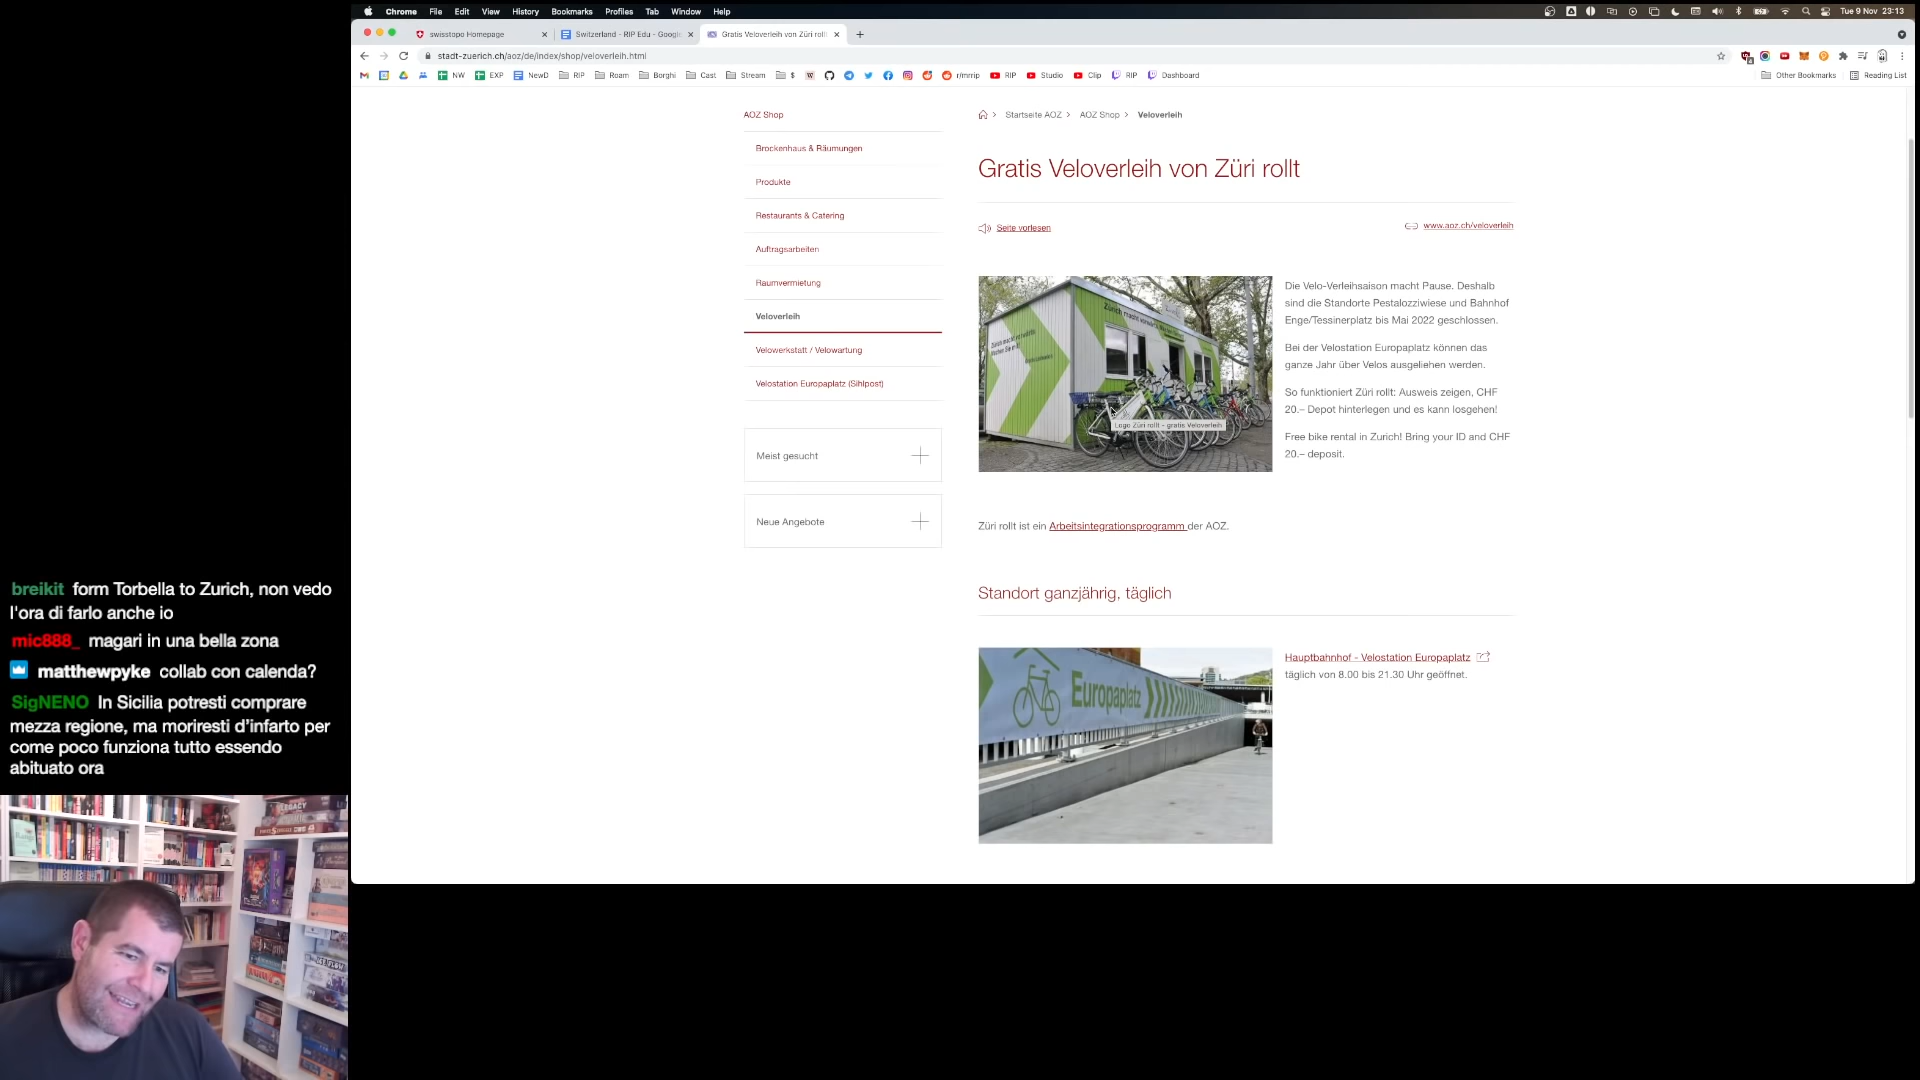 Chrome File Edit View History Bookmarks Profiles Tab Window Help
Tue 9 Nov 23:13
swisstopo Homepage
Switzerland - RIP Edu - Google
Gratis Veloverleih von Züri rollt
stadt-zuerich.ch/aoz/de/index/shop/veloverleih.html
NW EXP NewD RIP Roam Borghi Cast Stream $ r/mrrip RIP Studio Clip RIP Dashboard
Other Bookmarks Reading List
AOZ Shop
Brockenhaus & Räumungen
Produkte
Restaurants & Catering
Auftragsarbeiten
Raumvermietung
Veloverleih
Velowerkstatt / Velowartung
Velostation Europaplatz (Sihlpost)
Meist gesucht
Neue Angebote
Startseite AOZ > AOZ Shop > Veloverleih
Gratis Veloverleih von Züri rollt
Seite vorlesen
www.aoz.ch/veloverleih
Logo Züri rollt - gratis Veloverleih
Die Velo-Verleihsaison macht Pause. Deshalb
sind die Standorte Pestalozziwiese und Bahnhof
Enge/Tessinerplatz bis Mai 2022 geschlossen.
Bei der Velostation Europaplatz können das
ganze Jahr über Velos ausgeliehen werden.
So funktioniert Züri rollt: Ausweis zeigen, CHF
20.– Depot hinterlegen und es kann losgehen!
Free bike rental in Zurich! Bring your ID and CHF
20.– deposit.
Züri rollt ist ein Arbeitsintegrationsprogramm der AOZ.
Standort ganzjährig, täglich
Europaplatz
Hauptbahnhof - Velostation Europaplatz
täglich von 8.00 bis 21.30 Uhr geöffnet.
breikit form Torbella to Zurich, non vedo
l'ora di farlo anche io
mic888_ magari in una bella zona
matthewpyke collab con calenda?
SigNENO In Sicilia potresti comprare
mezza regione, ma moriresti d'infarto per
come poco funziona tutto essendo
abituato ora
LEGACY